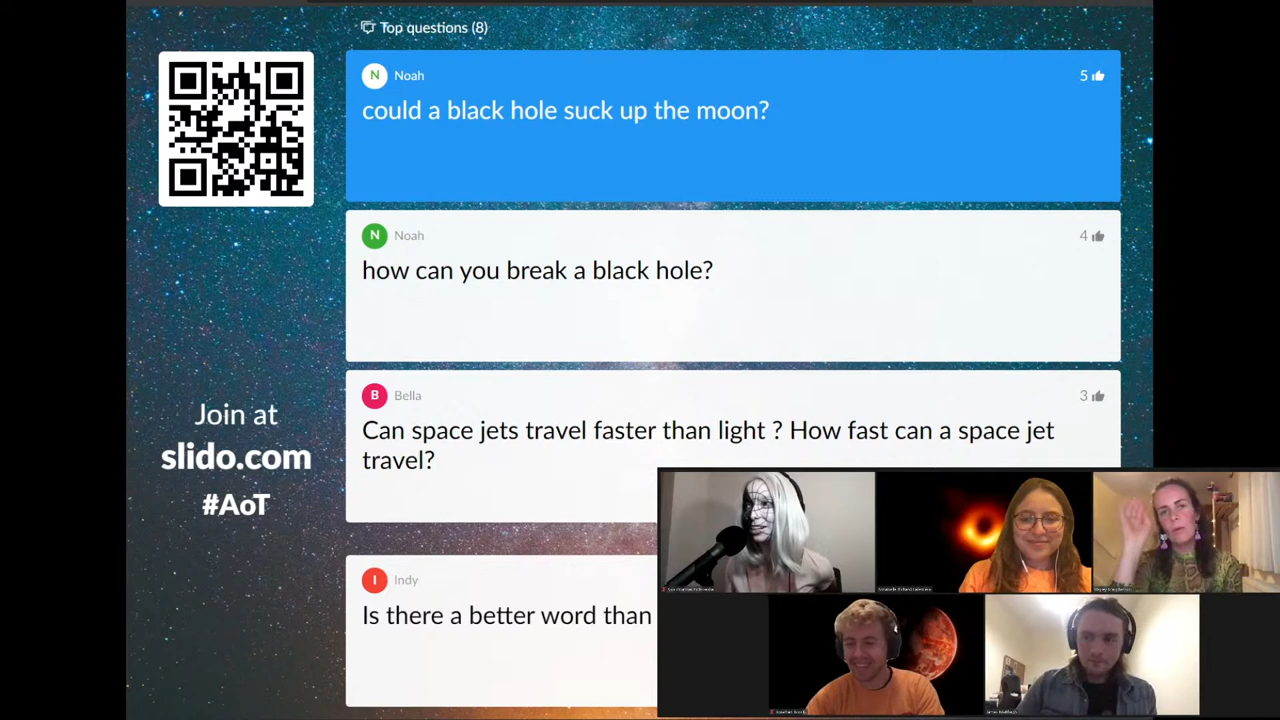 Top questions (8)
N Noah 5
could a black hole suck up the moon?
N Noah 4
how can you break a black hole?
B Bella 3
Can space jets travel faster than light ? How fast can a space jet
travel?
I Indy
Is there a better word than
Join at
slido.com
#AoT